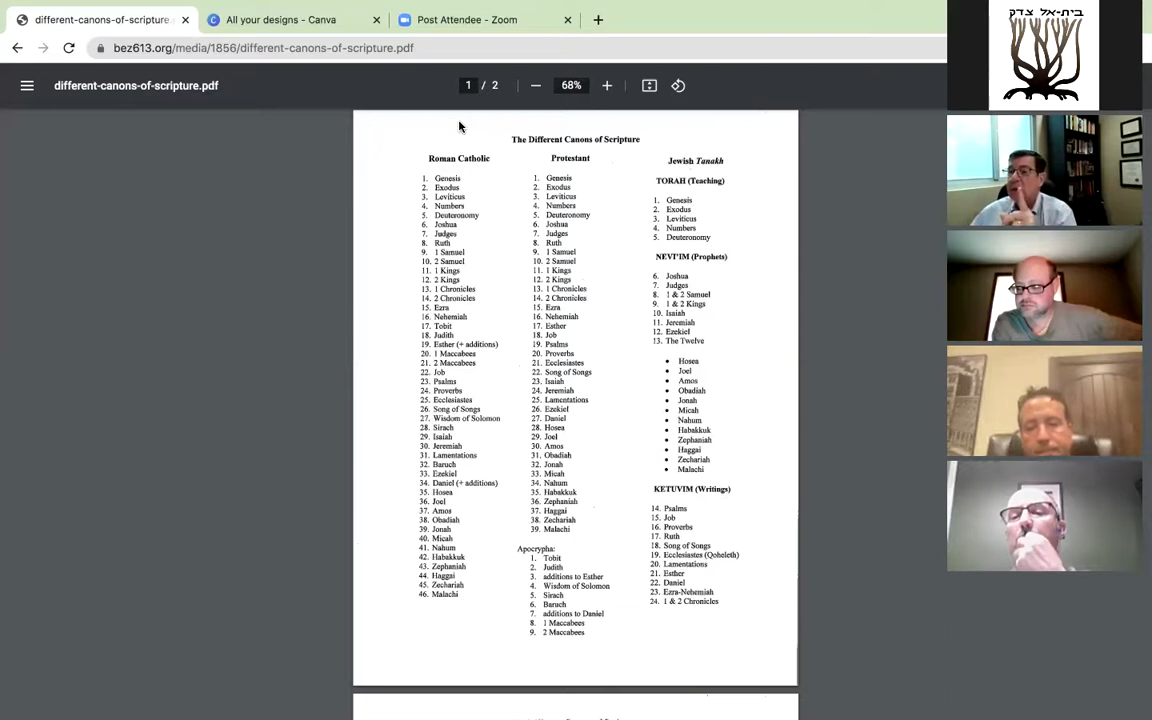 different-canons-of-scripture.
All your designs - Canva
Post Attendee - Zoom
bez613.org/media/1856/different-canons-of-scripture.pdf
different-canons-of-scripture.pdf
1 / 2
68%
בית-אל צדק
The Different Canons of Scripture
Roman Catholic
1. Genesis
2. Exodus
3. Leviticus
4. Numbers
5. Deuteronomy
6. Joshua
7. Judges
8. Ruth
9. 1 Samuel
10. 2 Samuel
11. 1 Kings
12. 2 Kings
13. 1 Chronicles
14. 2 Chronicles
15. Ezra
16. Nehemiah
17. Tobit
18. Judith
19. Esther (+ additions)
20. 1 Maccabees
21. 2 Maccabees
22. Job
23. Psalms
24. Proverbs
25. Ecclesiastes
26. Song of Songs
27. Wisdom of Solomon
28. Sirach
29. Isaiah
30. Jeremiah
31. Lamentations
32. Baruch
33. Ezekiel
34. Daniel (+ additions)
35. Hosea
36. Joel
37. Amos
38. Obadiah
39. Jonah
40. Micah
41. Nahum
42. Habakkuk
43. Zephaniah
44. Haggai
45. Zechariah
46. Malachi
Protestant
1. Genesis
2. Exodus
3. Leviticus
4. Numbers
5. Deuteronomy
6. Joshua
7. Judges
8. Ruth
9. 1 Samuel
10. 2 Samuel
11. 1 Kings
12. 2 Kings
13. 1 Chronicles
14. 2 Chronicles
15. Ezra
16. Nehemiah
17. Esther
18. Job
19. Psalms
20. Proverbs
21. Ecclesiastes
22. Song of Songs
23. Isaiah
24. Jeremiah
25. Lamentations
26. Ezekiel
27. Daniel
28. Hosea
29. Joel
30. Amos
31. Obadiah
32. Jonah
33. Micah
34. Nahum
35. Habakkuk
36. Zephaniah
37. Haggai
38. Zechariah
39. Malachi
Apocrypha:
1. Tobit
2. Judith
3. additions to Esther
4. Wisdom of Solomon
5. Sirach
6. Baruch
7. additions to Daniel
8. 1 Maccabees
9. 2 Maccabees
Jewish Tanakh
TORAH (Teaching)
1. Genesis
2. Exodus
3. Leviticus
4. Numbers
5. Deuteronomy
NEVI'IM (Prophets)
6. Joshua
7. Judges
8. 1 & 2 Samuel
9. 1 & 2 Kings
10. Isaiah
11. Jeremiah
12. Ezekiel
13. The Twelve
• Hosea
• Joel
• Amos
• Obadiah
• Jonah
• Micah
• Nahum
• Habakkuk
• Zephaniah
• Haggai
• Zechariah
• Malachi
KETUVIM (Writings)
14. Psalms
15. Job
16. Proverbs
17. Ruth
18. Song of Songs
19. Ecclesiastes (Qoheleth)
20. Lamentations
21. Esther
22. Daniel
23. Ezra-Nehemiah
24. 1 & 2 Chronicles